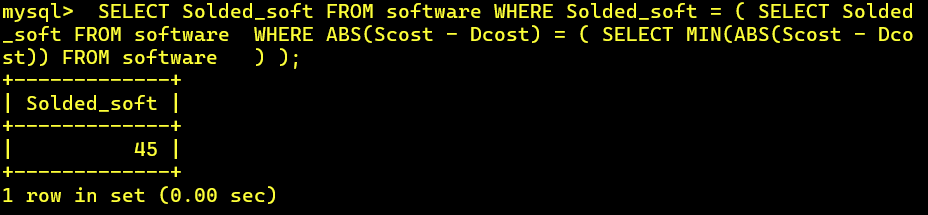 mysql>  SELECT Solded_soft FROM software WHERE Solded_soft = ( SELECT Solded
_soft FROM software  WHERE ABS(Scost - Dcost) = ( SELECT MIN(ABS(Scost - Dco
st)) FROM software   ) );
+-------------+
| Solded_soft |
+-------------+
|          45 |
+-------------+
1 row in set (0.00 sec)